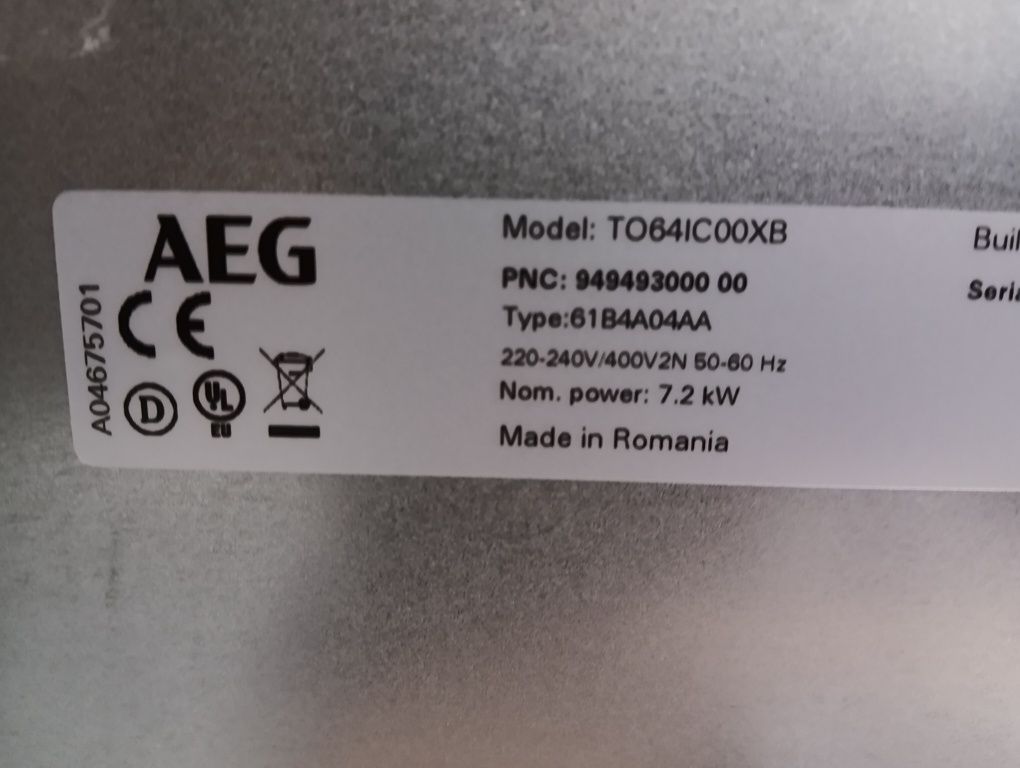 AEG
CE
A04675701
D
UL
EU
Model: TO64IC00XB
PNC: 949493000 00
Type:61B4A04AA
220-240V/400V2N 50-60 Hz
Nom. power: 7.2 kW
Made in Romania
Buil
Seria